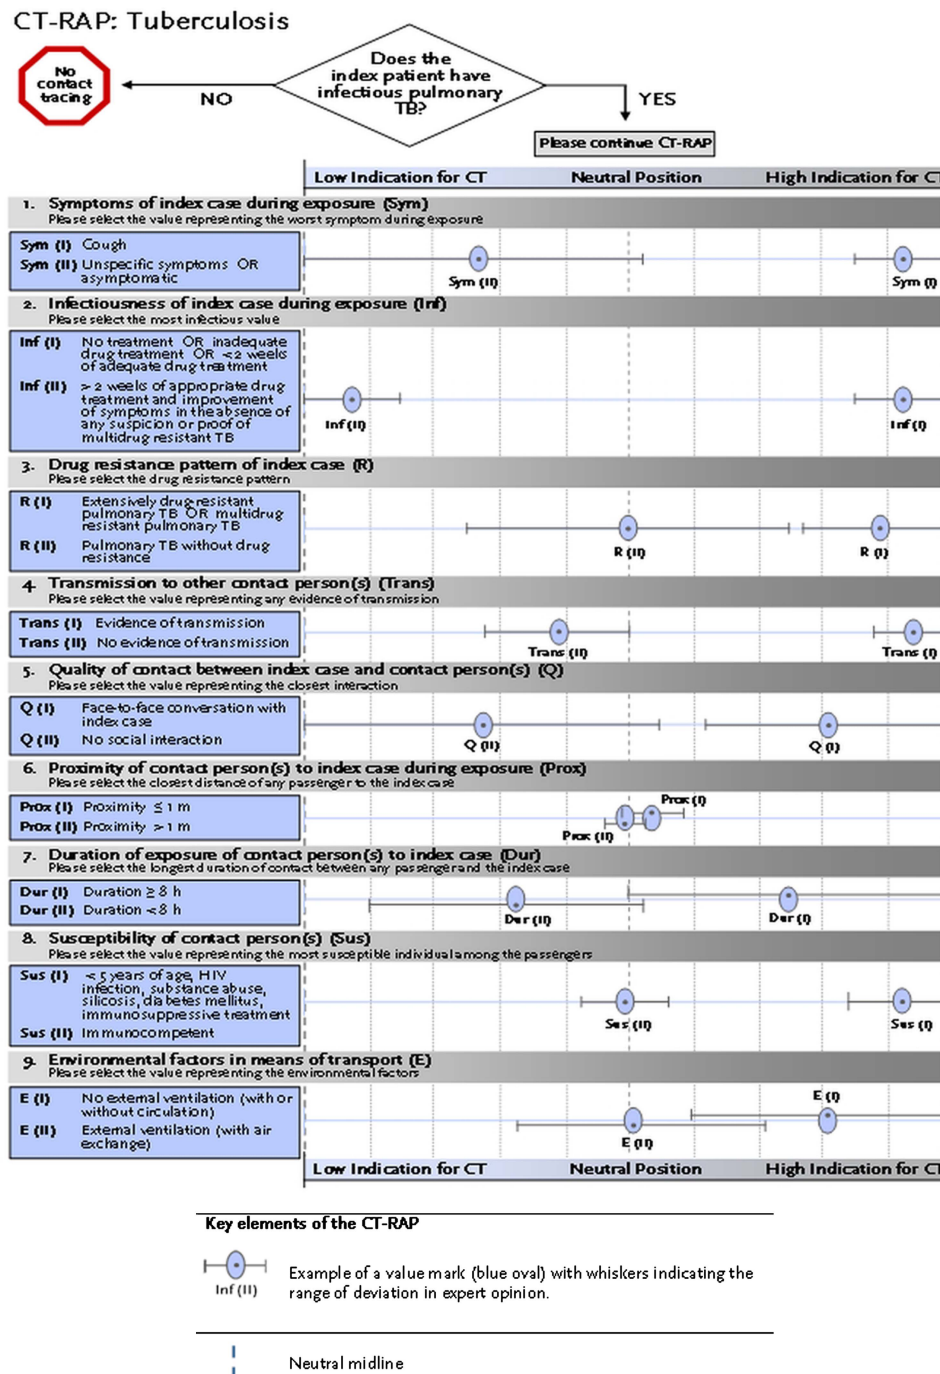 CT-RAP: Tuberculosis
No
contact
tracing
NO
Does the
index patient have
infectious pulmonary
TB?
YES
Please continue CT-RAP
Low Indication for CT
Neutral Position
High Indication for CT
1. Symptoms of index case during exposure (Sym)
Please select the value representing the worst symptom during exposure
Sym (I) Cough
Sym (II) Unspecific symptoms OR
asymptomatic
Sym (II)
Sym (I)
2. Infectiousness of index case during exposure (Inf)
Please select the most infectious value
Inf (I) No treatment OR inadequate
drug treatment OR <2 weeks
of adequate drug treatment
Inf (II) >2 weeks of appropriate drug
treatment and improvement
of symptoms in the absence of
any suspicion or proof of
multidrug resistant TB
Inf (II)
Inf (I)
3. Drug resistance pattern of index case (R)
Please select the drug resistance pattern
R (I) Extensively drug-resistant
pulmonary TB OR multidrug
resistant pulmonary TB
R (II) Pulmonary TB without drug
resistance
R (II)
R (I)
4 Transmission to other contact person(s) (Trans)
Please select the value representing any evidence of transmission
Trans (I) Evidence of transmission
Trans (II) No evidence of transmission
Trans (II)
Trans (I)
5. Quality of contact between index case and contact person(s) (Q)
Please select the value representing the closest interaction
Q (I) Face-to-face conversation with
index case
Q (II) No social interaction
Q (II)
Q (I)
6. Proximity of contact person(s) to index case during exposure (Prox)
Please select the closest distance of any passenger to the index case
Prox (I) Proximity ≤ 1 m
Prox (II) Proximity > 1 m
Prox (I)
Prox (II)
7. Duration of exposure of contact person(s) to index case (Dur)
Please select the longest duration of contact between any passenger and the index case
Dur (I) Duration ≥ 8 h
Dur (II) Duration < 8 h
Dur (II)
Dur (I)
8. Susceptibility of contact person(s) (Sus)
Please select the value representing the most susceptible individual among the passengers
Sus (I) < 5 years of age, HIV
infection, substance abuse,
silicosis, diabetes mellitus,
immunosuppressive treatment
Sus (II) Immunocompetent
Sus (II)
Sus (I)
9. Environmental factors in means of transport (E)
Please select the value representing the environmental factors
E (I) No external ventilation (with or
without circulation)
E (II) External ventilation (with air
exchange)
E (I)
E (II)
Low Indication for CT
Neutral Position
High Indication for CT
Key elements of the CT-RAP
Inf (II)
Example of a value mark (blue oval) with whiskers indicating the
range of deviation in expert opinion.
Neutral midline